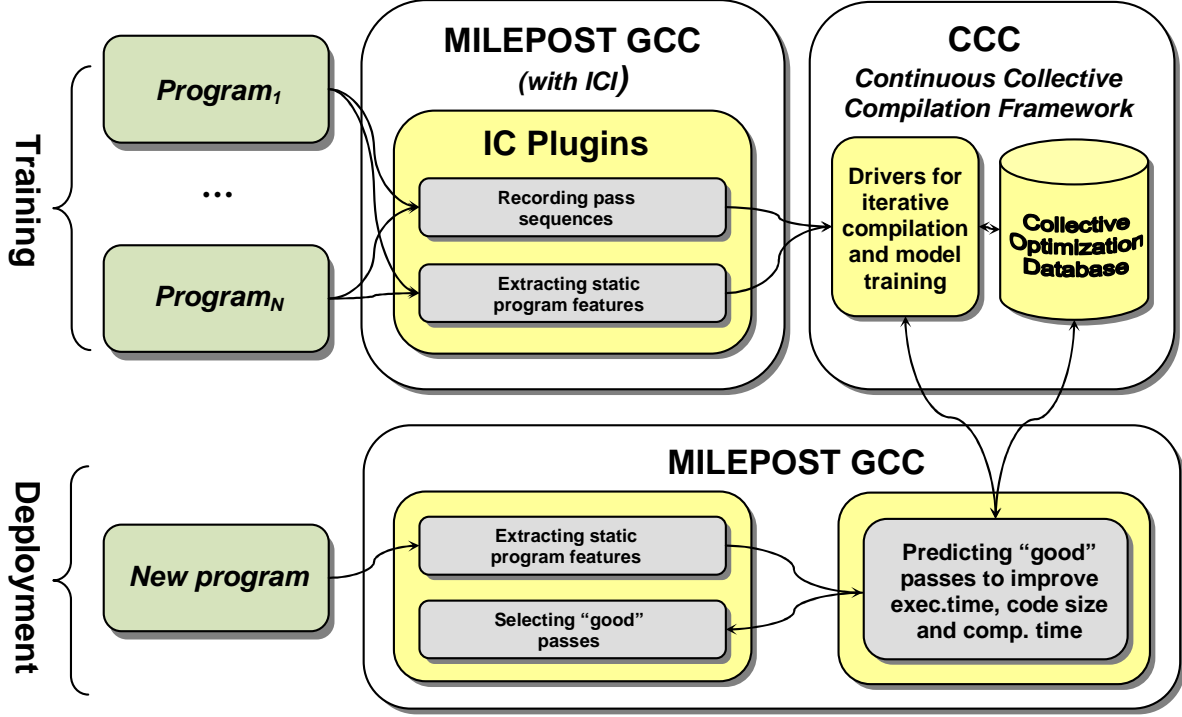 Training
Program1
...
ProgramN
MILEPOST GCC
(with ICI)
IC Plugins
Recording pass
sequences
Extracting static
program features
CCC
Continuous Collective
Compilation Framework
Drivers for
iterative
compilation
and model
training
Collective
Optimization
Database
Deployment
New program
MILEPOST GCC
Extracting static
program features
Selecting “good”
passes
Predicting “good”
passes to improve
exec.time, code size
and comp. time